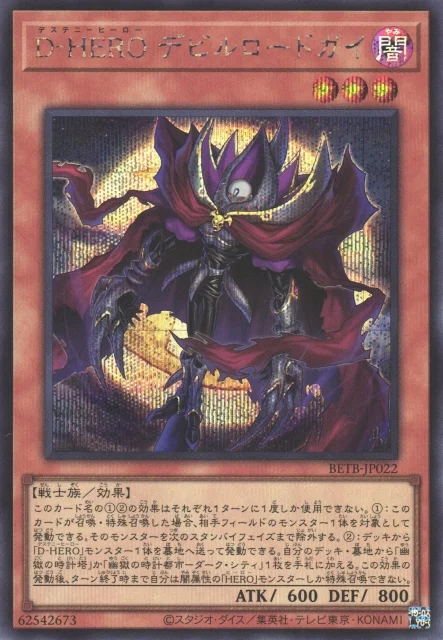 デステニーヒーロー
D-HERO デビルロードガイ
やみ
闇
BETB-JP022
【戦士族／効果】
このカード名の①②の効果はそれぞれ1ターンに1度しか使用できない。①：こ
のカードが召喚・特殊召喚した場合、相手フィールドのモンスター1体を対象として
発動できる。そのモンスターを次のスタンバイフェイズまで除外する。②：デッキから
｢D-HERO｣モンスター1体を墓地へ送って発動できる。自分のデッキ・墓地から｢幽
獄の時計塔｣か｢幽獄の時計都市－ダーク・シティ｣1枚を手札に加える。この効果の
発動後、ターン終了時まで自分は闇属性の｢HERO｣モンスターしか特殊召喚できない。
ATK/ 600 DEF/ 800
62542673
©スタジオ・ダイス／集英社・テレビ東京・KONAMI